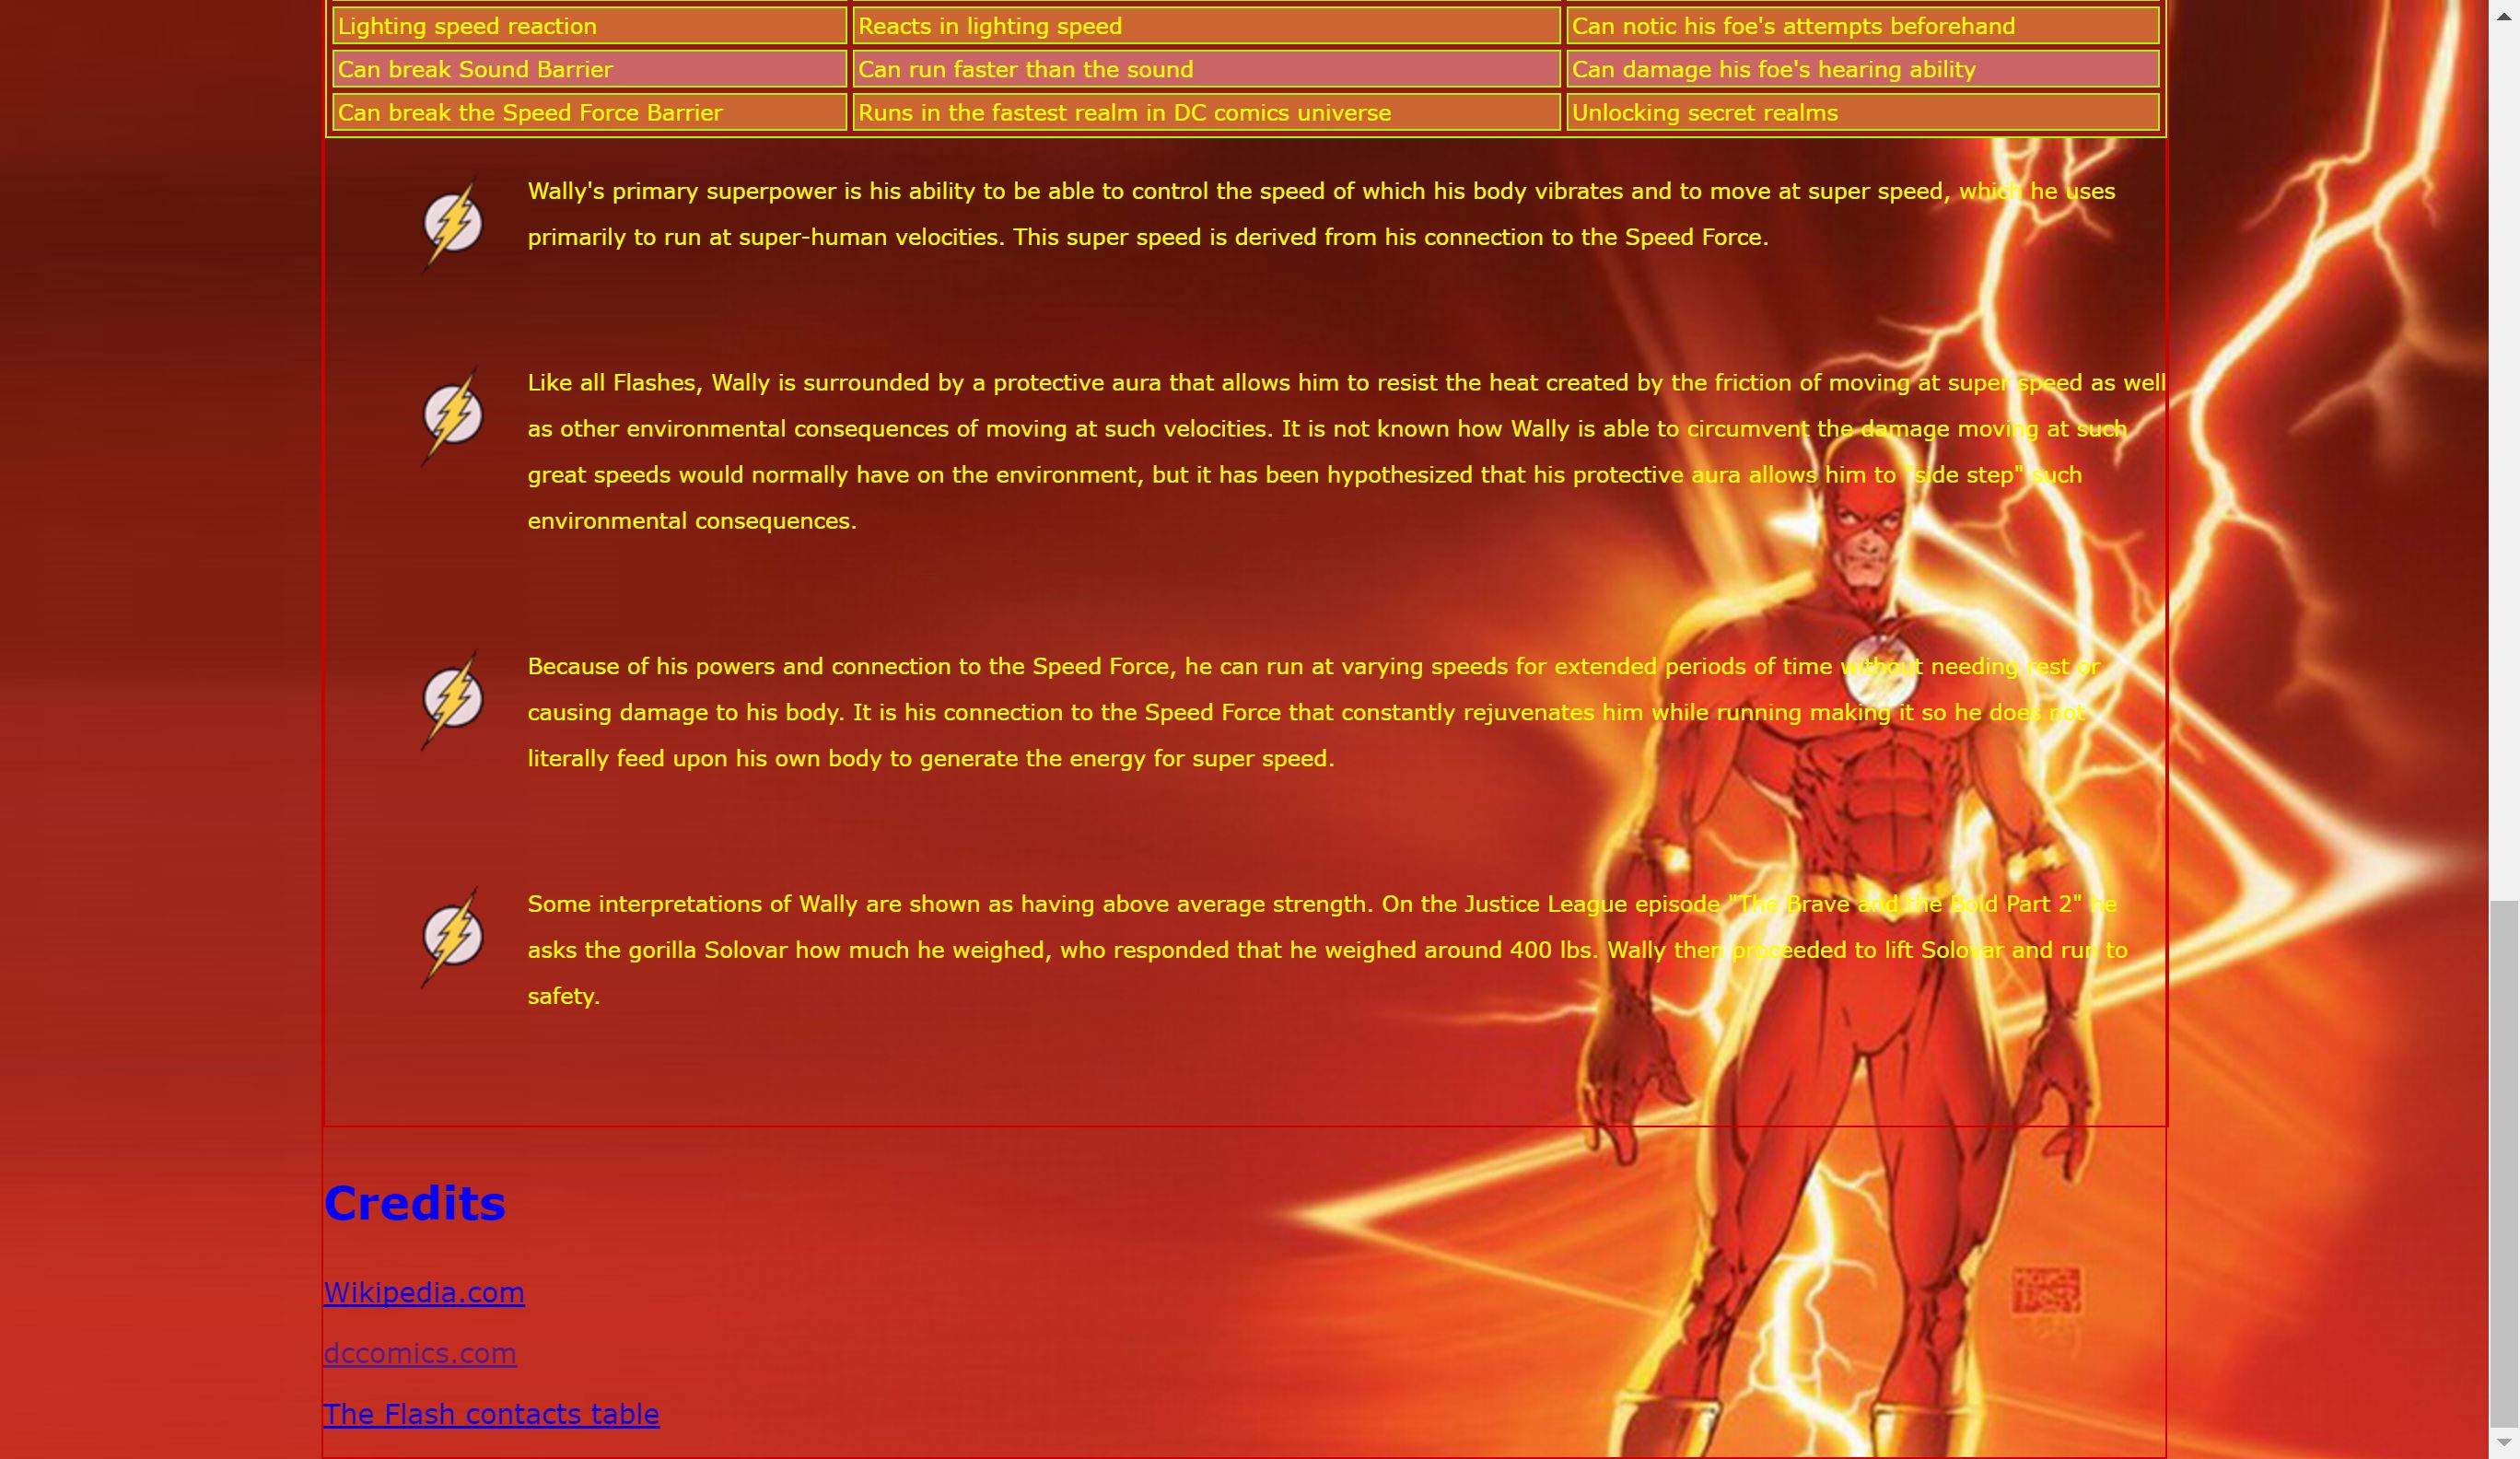 Lighting speed reaction Reacts in lighting speed Can notic his foe's attempts beforehand
Can break Sound Barrier Can run faster than the sound Can damage his foe's hearing ability
Can break the Speed Force Barrier Runs in the fastest realm in DC comics universe Unlocking secret realms
Wally's primary superpower is his ability to be able to control the speed of which his body vibrates and to move at super speed, which he uses
primarily to run at super-human velocities. This super speed is derived from his connection to the Speed Force.
Like all Flashes, Wally is surrounded by a protective aura that allows him to resist the heat created by the friction of moving at super speed as well
as other environmental consequences of moving at such velocities. It is not known how Wally is able to circumvent the damage moving at such
great speeds would normally have on the environment, but it has been hypothesized that his protective aura allows him to "side step" such
environmental consequences.
Because of his powers and connection to the Speed Force, he can run at varying speeds for extended periods of time without needing rest or
causing damage to his body. It is his connection to the Speed Force that constantly rejuvenates him while running making it so he does not
literally feed upon his own body to generate the energy for super speed.
Some interpretations of Wally are shown as having above average strength. On the Justice League episode "The Brave and the Bold Part 2" he
asks the gorilla Solovar how much he weighed, who responded that he weighed around 400 lbs. Wally then proceeded to lift Solovar and run to
safety.
Credits
Wikipedia.com
dccomics.com
The Flash contacts table